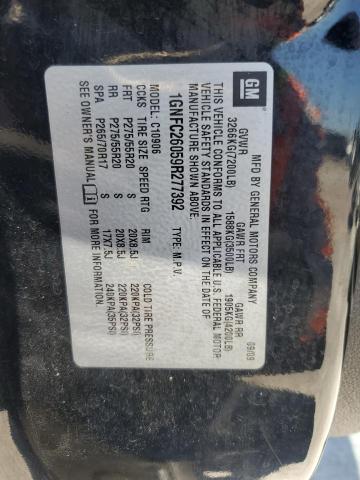 GM
MFD BY GENERAL MOTORS COMPANY
09/09
GVWR GAWR FRT GAWR RR
3266KG(7200LB) 1588KG(3500LB) 1905KG(4200LB)
THIS VEHICLE CONFORMS TO ALL APPLICABLE U.S. FEDERAL MOTOR
VEHICLE SAFETY STANDARDS IN EFFECT ON THE DATE OF
MANUFACTURE SHOWN ABOVE.
1GNFC26059R277392 TYPE: M.P.V.
MODEL: C10906
CCKS TIRE SIZE SPEED RTG RIM COLD TIRE PRESSURE
FRT P275/55R20 S 20X8.5J 220KPA(32PSI)
RR P275/55R20 S 20X8.5J 220KPA(32PSI)
SPA P265/70R17 S 17X7.5J 240KPA(35PSI)
SEE OWNER'S MANUAL